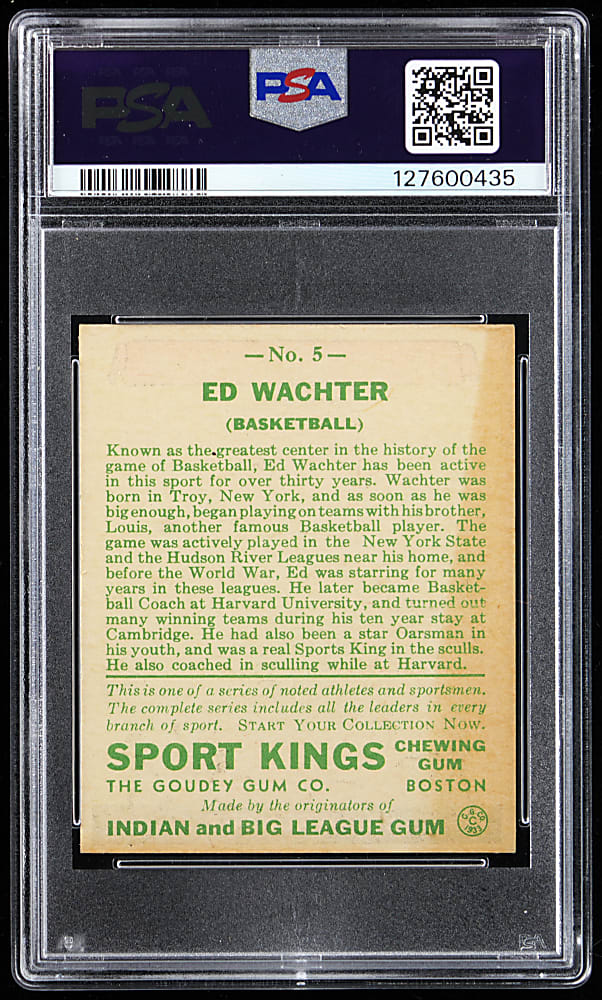 PSA
PSA
127600435
—No. 5—
ED WACHTER
(BASKETBALL)
Known as the greatest center in the history of the
game of Basketball, Ed Wachter has been active
in this sport for over thirty years. Wachter was
born in Troy, New York, and as soon as he was
big enough, began playing on teams with his brother,
Louis, another famous Basketball player. The
game was actively played in the New York State
and the Hudson River Leagues near his home, and
before the World War, Ed was starring for many
years in these leagues. He later became Basket-
ball Coach at Harvard University, and turned out
many winning teams during his ten year stay at
Cambridge. He had also been a star Oarsman in
his youth, and was a real Sports King in the sculls.
He also coached in sculling while at Harvard.
This is one of a series of noted athletes and sportsmen.
The complete series includes all the leaders in every
branch of sport. START YOUR COLLECTION NOW.
SPORT KINGS CHEWING GUM
THE GOUDEY GUM CO. BOSTON
Made by the originators of
INDIAN and BIG LEAGUE GUM
G. G. CO.
C
1933
PSA